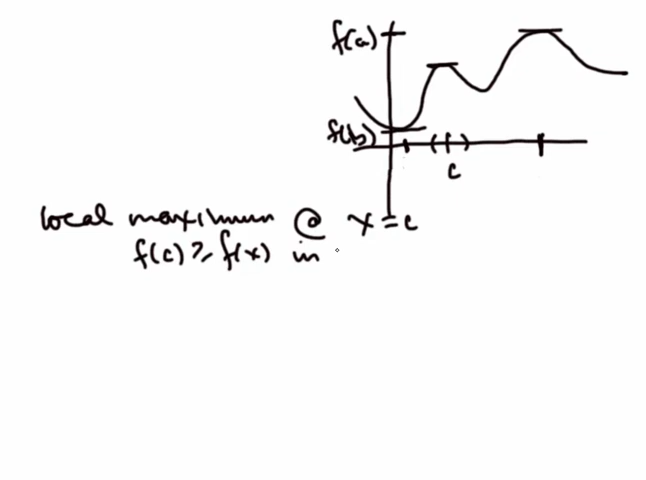 f(a)
f(b)
c
local maximum @ x = c
f(c) ≥ f(x) in